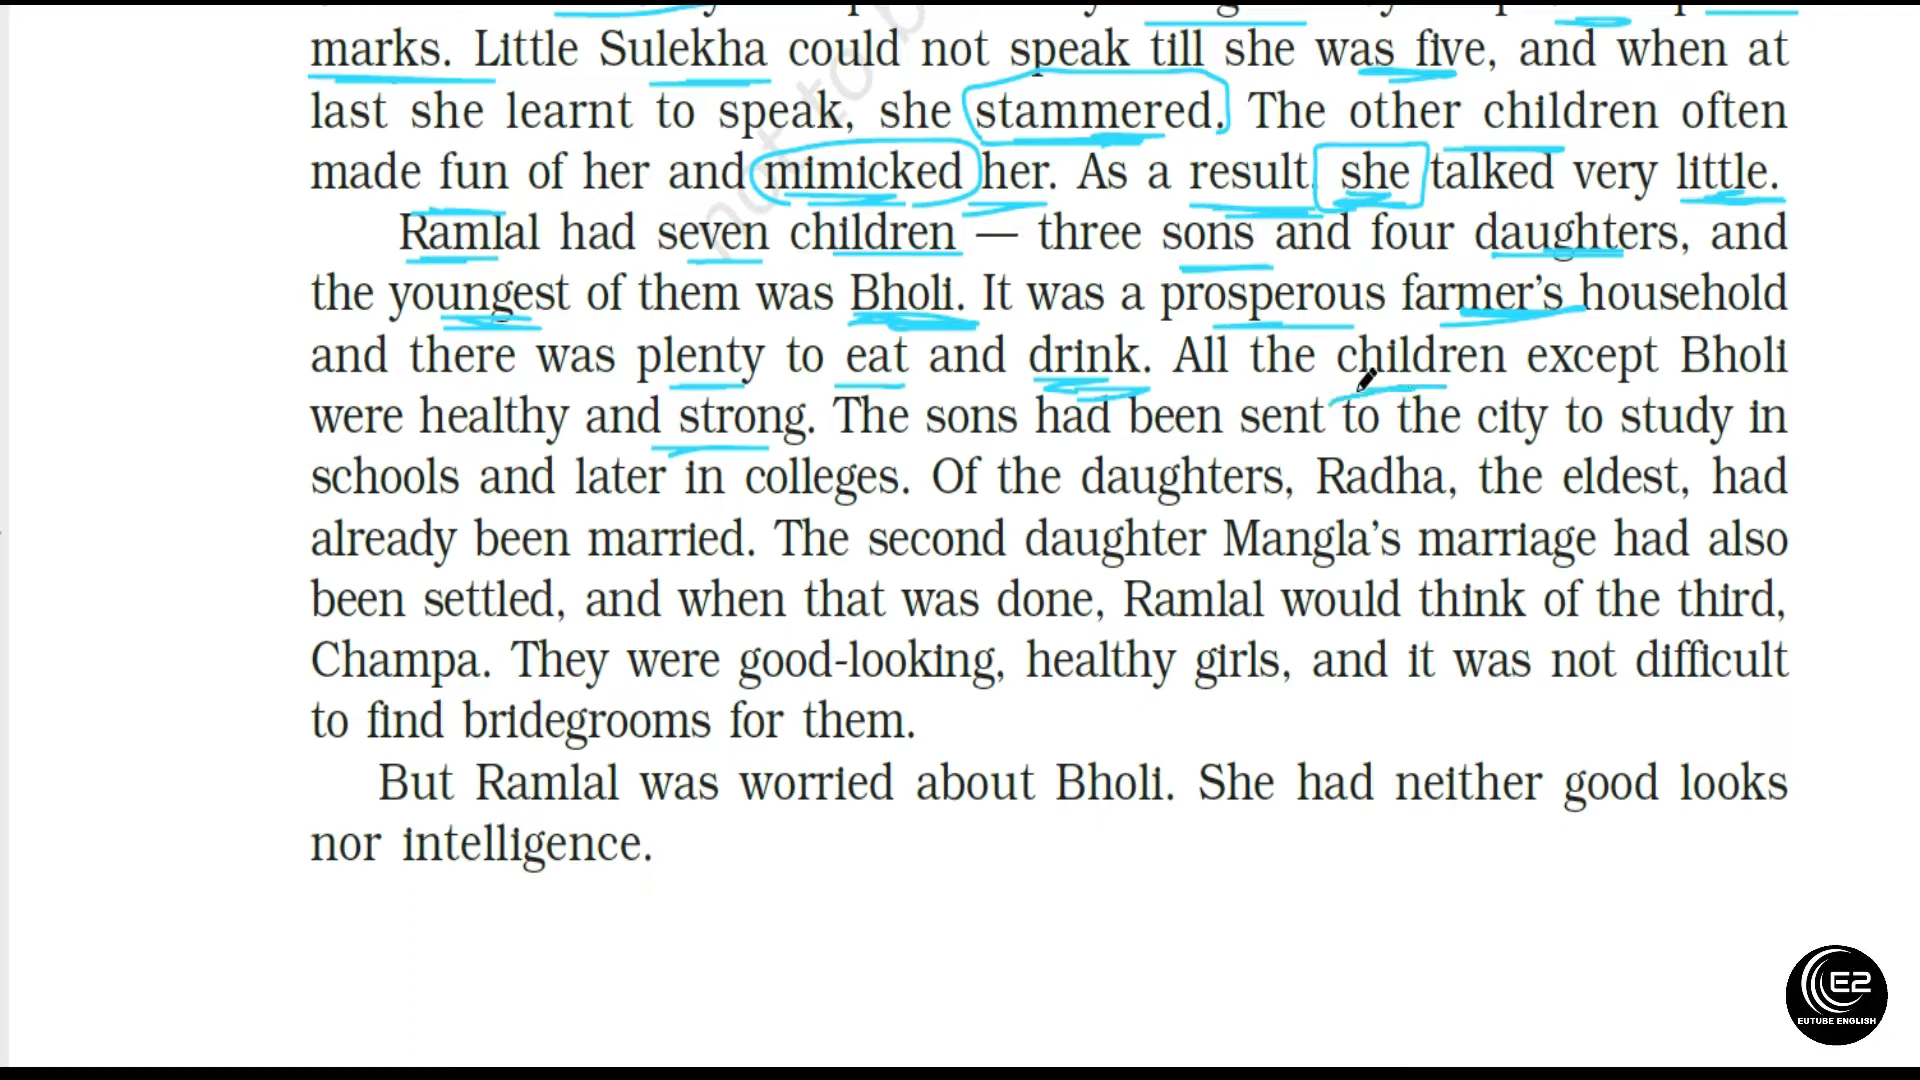 marks. Little Sulekha could not speak till she was five, and when at
last she learnt to speak, she stammered. The other children often
made fun of her and mimicked her. As a result, she talked very little.
Ramlal had seven children — three sons and four daughters, and
the youngest of them was Bholi. It was a prosperous farmer's household
and there was plenty to eat and drink. All the children except Bholi
were healthy and strong. The sons had been sent to the city to study in
schools and later in colleges. Of the daughters, Radha, the eldest, had
already been married. The second daughter Mangla's marriage had also
been settled, and when that was done, Ramlal would think of the third,
Champa. They were good-looking, healthy girls, and it was not difficult
to find bridegrooms for them.
But Ramlal was worried about Bholi. She had neither good looks
nor intelligence.
not to b
E2
EUTUBE ENGLISH